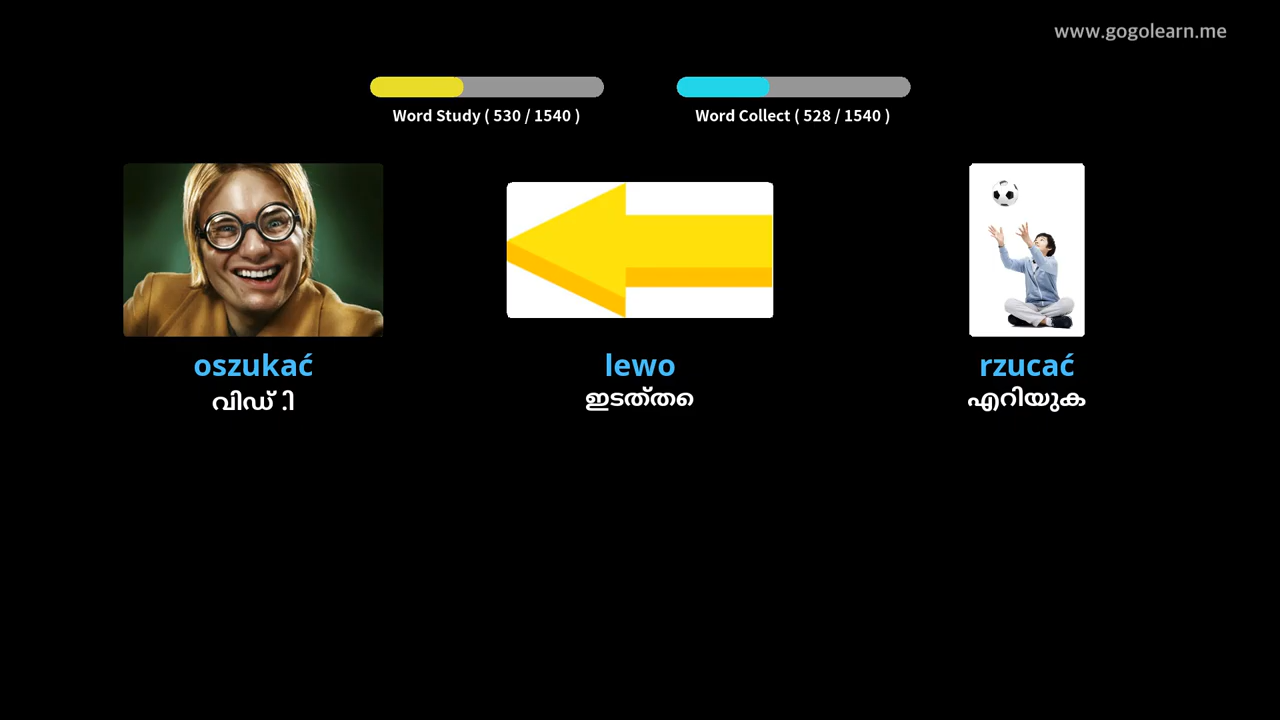 www.gogolearn.me
Word Study ( 530 / 1540 )
Word Collect ( 528 / 1540 )
oszukać
lewo
rzucać
ഇടത്തെ
എറിയുക